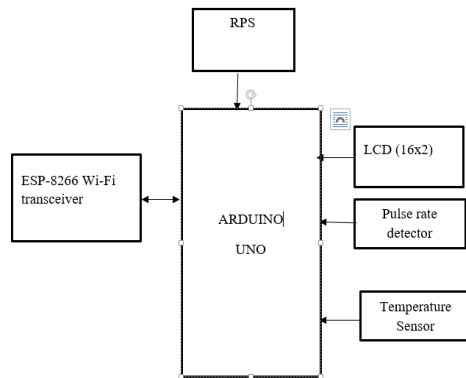 RPS
ESP-8266 Wi-Fi
transceiver
ARDUINO
UNO
LCD (16x2)
Pulse rate
detector
Temperature
Sensor